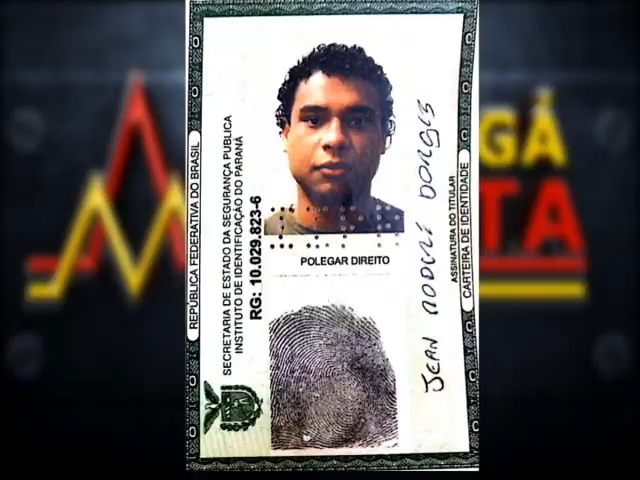 REPÚBLICA FEDERATIVA DO BRASIL
SECRETARIA DE ESTADO DA SEGURANÇA PÚBLICA
INSTITUTO DE IDENTIFICAÇÃO DO PARANÁ
RG: 10.029.823-6
POLEGAR DIREITO
JEAN
ASSINATURA DO TITULAR
CARTEIRA DE IDENTIDADE
GÁ
TA